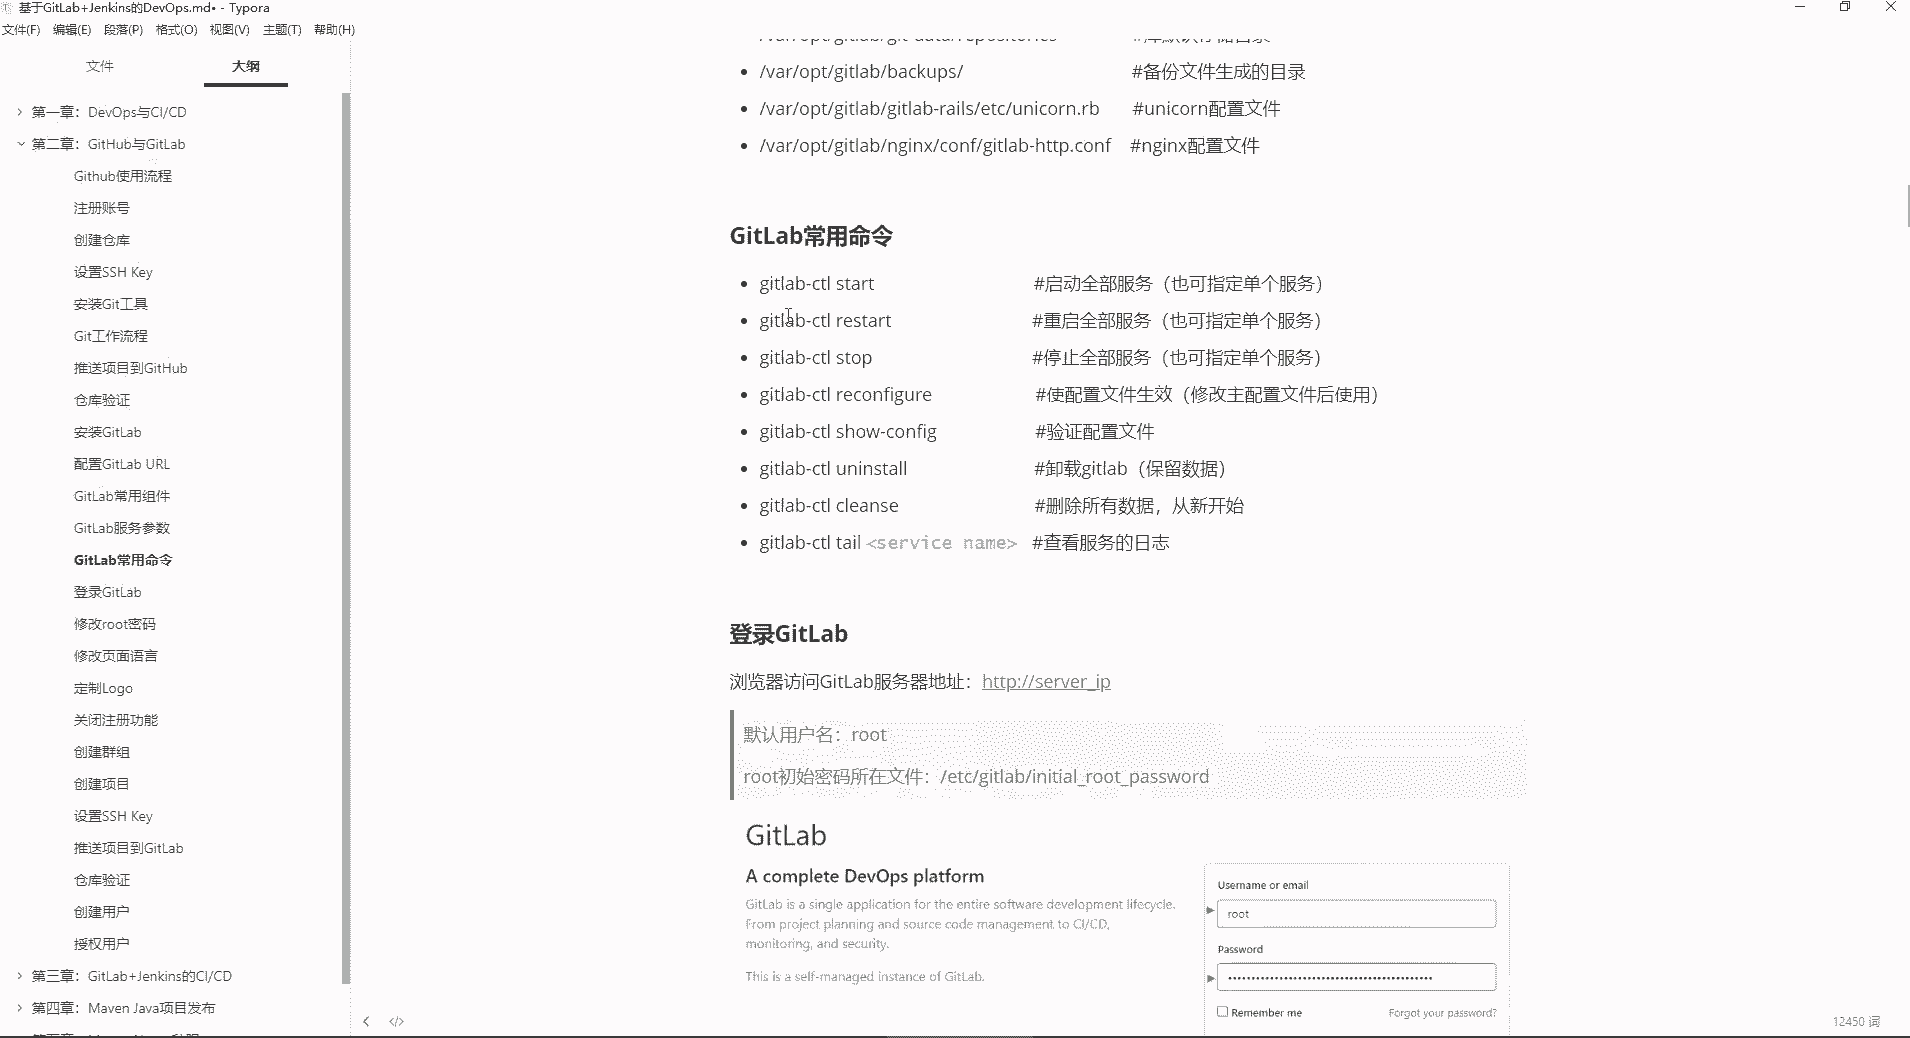 基于GitLab+Jenkins的DevOps.md• - Typora
文件(F) 编辑(E) 段落(P) 格式(O) 视图(V) 主题(T) 帮助(H)
文件 大纲
第一章：DevOps与CI/CD
第二章：GitHub与GitLab
Github使用流程
注册账号
创建仓库
设置SSH Key
安装Git工具
Git工作流程
推送项目到GitHub
仓库验证
安装GitLab
配置GitLab URL
GitLab常用组件
GitLab服务参数
GitLab常用命令
登录GitLab
修改root密码
修改页面语言
定制Logo
关闭注册功能
创建群组
创建项目
设置SSH Key
推送项目到GitLab
仓库验证
创建用户
授权用户
第三章：GitLab+Jenkins的CI/CD
第四章：Maven Java项目发布
/var/opt/gitlab/git-data/repositories #库默认存储目录
/var/opt/gitlab/backups/ #备份文件生成的目录
/var/opt/gitlab/gitlab-rails/etc/unicorn.rb #unicorn配置文件
/var/opt/gitlab/nginx/conf/gitlab-http.conf #nginx配置文件
GitLab常用命令
gitlab-ctl start #启动全部服务（也可指定单个服务）
gitlab-ctl restart #重启全部服务（也可指定单个服务）
gitlab-ctl stop #停止全部服务（也可指定单个服务）
gitlab-ctl reconfigure #使配置文件生效（修改主配置文件后使用）
gitlab-ctl show-config #验证配置文件
gitlab-ctl uninstall #卸载gitlab（保留数据）
gitlab-ctl cleanse #删除所有数据，从新开始
gitlab-ctl tail <service name> #查看服务的日志
登录GitLab
浏览器访问GitLab服务器地址：http://server_ip
默认用户名：root
root初始密码所在文件：/etc/gitlab/initial_root_password
GitLab
A complete DevOps platform
GitLab is a single application for the entire software development lifecycle.
From project planning and source code management to CI/CD,
monitoring, and security.
This is a self-managed instance of GitLab.
Username or email
root
Password
Remember me Forgot your password?
12450 词